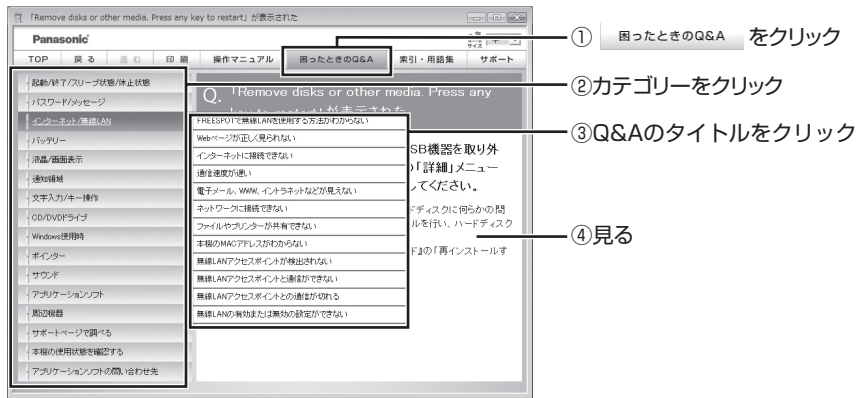 「Remove disks or other media. Press any key to restart」が表示された
Panasonic
文字
サイズ
中
TOP 戻る 進む 印刷 操作マニュアル 困ったときのQ&A 索引・用語集 サポート
起動/終了/スリープ状態/休止状態
パスワード/メッセージ
インターネット/無線LAN
バッテリー
液晶/画面表示
通知領域
文字入力/キー操作
CD/DVDドライブ
Windows使用時
ポインター
サウンド
アプリケーションソフト
周辺機器
サポートページで調べる
本機の使用状態を確認する
アプリケーションソフトの問い合わせ先
Q. 「Remove disks or other media. Press any
key to restart」が表示された
FREESPOTで無線LANを使用する方法がわからない
Webページが正しく見られない
インターネットに接続できない
通信速度が遅い
電子メール、WWW、イントラネットなどが見えない
ネットワークに接続できない
ファイルやプリンターが共有できない
本機のMACアドレスがわからない
無線LANアクセスポイントが検出されない
無線LANアクセスポイントと通信ができない
無線LANアクセスポイントとの通信が切れる
無線LANの有効または無効の設定ができない
SB機器を取り外
「詳細」メニュー
してください。
ドディスクに何らかの問
ルを行い、ハードディスク
ド』の「再インストールす
① 困ったときのQ&A をクリック
②カテゴリーをクリック
③Q&Aのタイトルをクリック
④見る